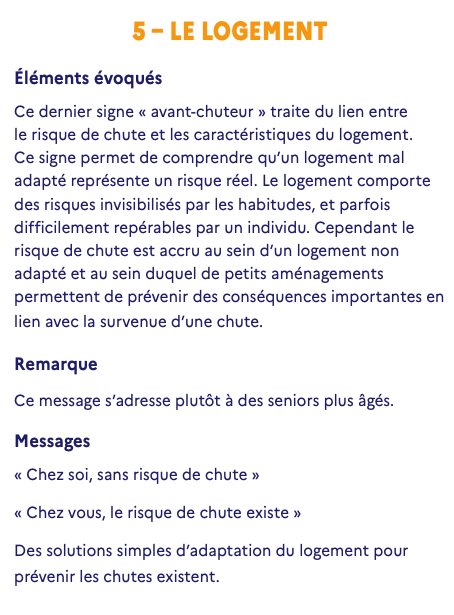 5 – LE LOGEMENT
Éléments évoqués
Ce dernier signe « avant-chuteur » traite du lien entre
le risque de chute et les caractéristiques du logement.
Ce signe permet de comprendre qu’un logement mal
adapté représente un risque réel. Le logement comporte
des risques invisibilisés par les habitudes, et parfois
difficilement repérables par un individu. Cependant le
risque de chute est accru au sein d’un logement non
adapté et au sein duquel de petits aménagements
permettent de prévenir des conséquences importantes en
lien avec la survenue d’une chute.
Remarque
Ce message s’adresse plutôt à des seniors plus âgés.
Messages
« Chez soi, sans risque de chute »
« Chez vous, le risque de chute existe »
Des solutions simples d’adaptation du logement pour
prévenir les chutes existent.